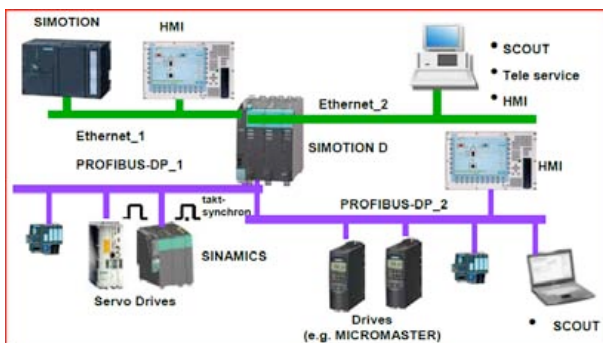 SIMOTION
HMI
• SCOUT
• Tele service
• HMI
Ethernet_2
Ethernet_1
SIMOTION D
HMI
PROFIBUS-DP_1
takt-
synchron
PROFIBUS-DP_2
SINAMICS
Servo Drives
Drives
(e.g. MICROMASTER)
• SCOUT